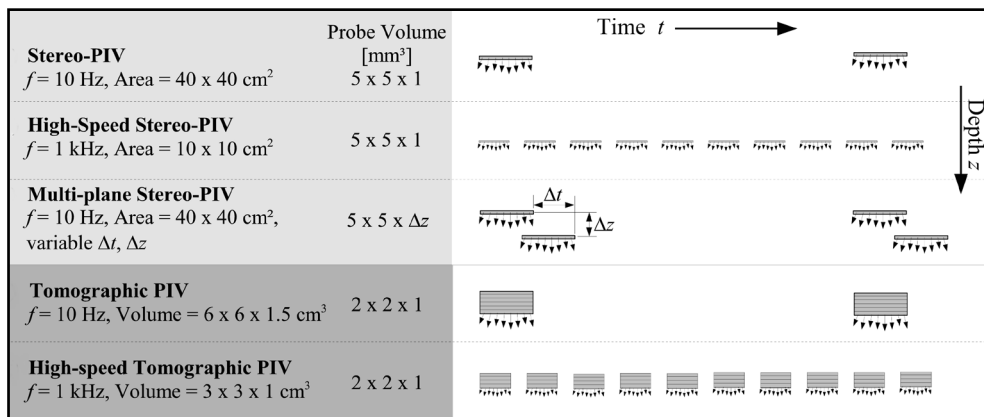 Probe Volume
[mm³]
Time t
Stereo-PIV
f = 10 Hz, Area = 40 x 40 cm²
5 x 5 x 1
Depth z
High-Speed Stereo-PIV
f = 1 kHz, Area = 10 x 10 cm²
5 x 5 x 1
Multi-plane Stereo-PIV
f = 10 Hz, Area = 40 x 40 cm²,
variable Δt, Δz
5 x 5 x Δz
Δt
Δz
Tomographic PIV
f = 10 Hz, Volume = 6 x 6 x 1.5 cm³
2 x 2 x 1
High-speed Tomographic PIV
f = 1 kHz, Volume = 3 x 3 x 1 cm³
2 x 2 x 1